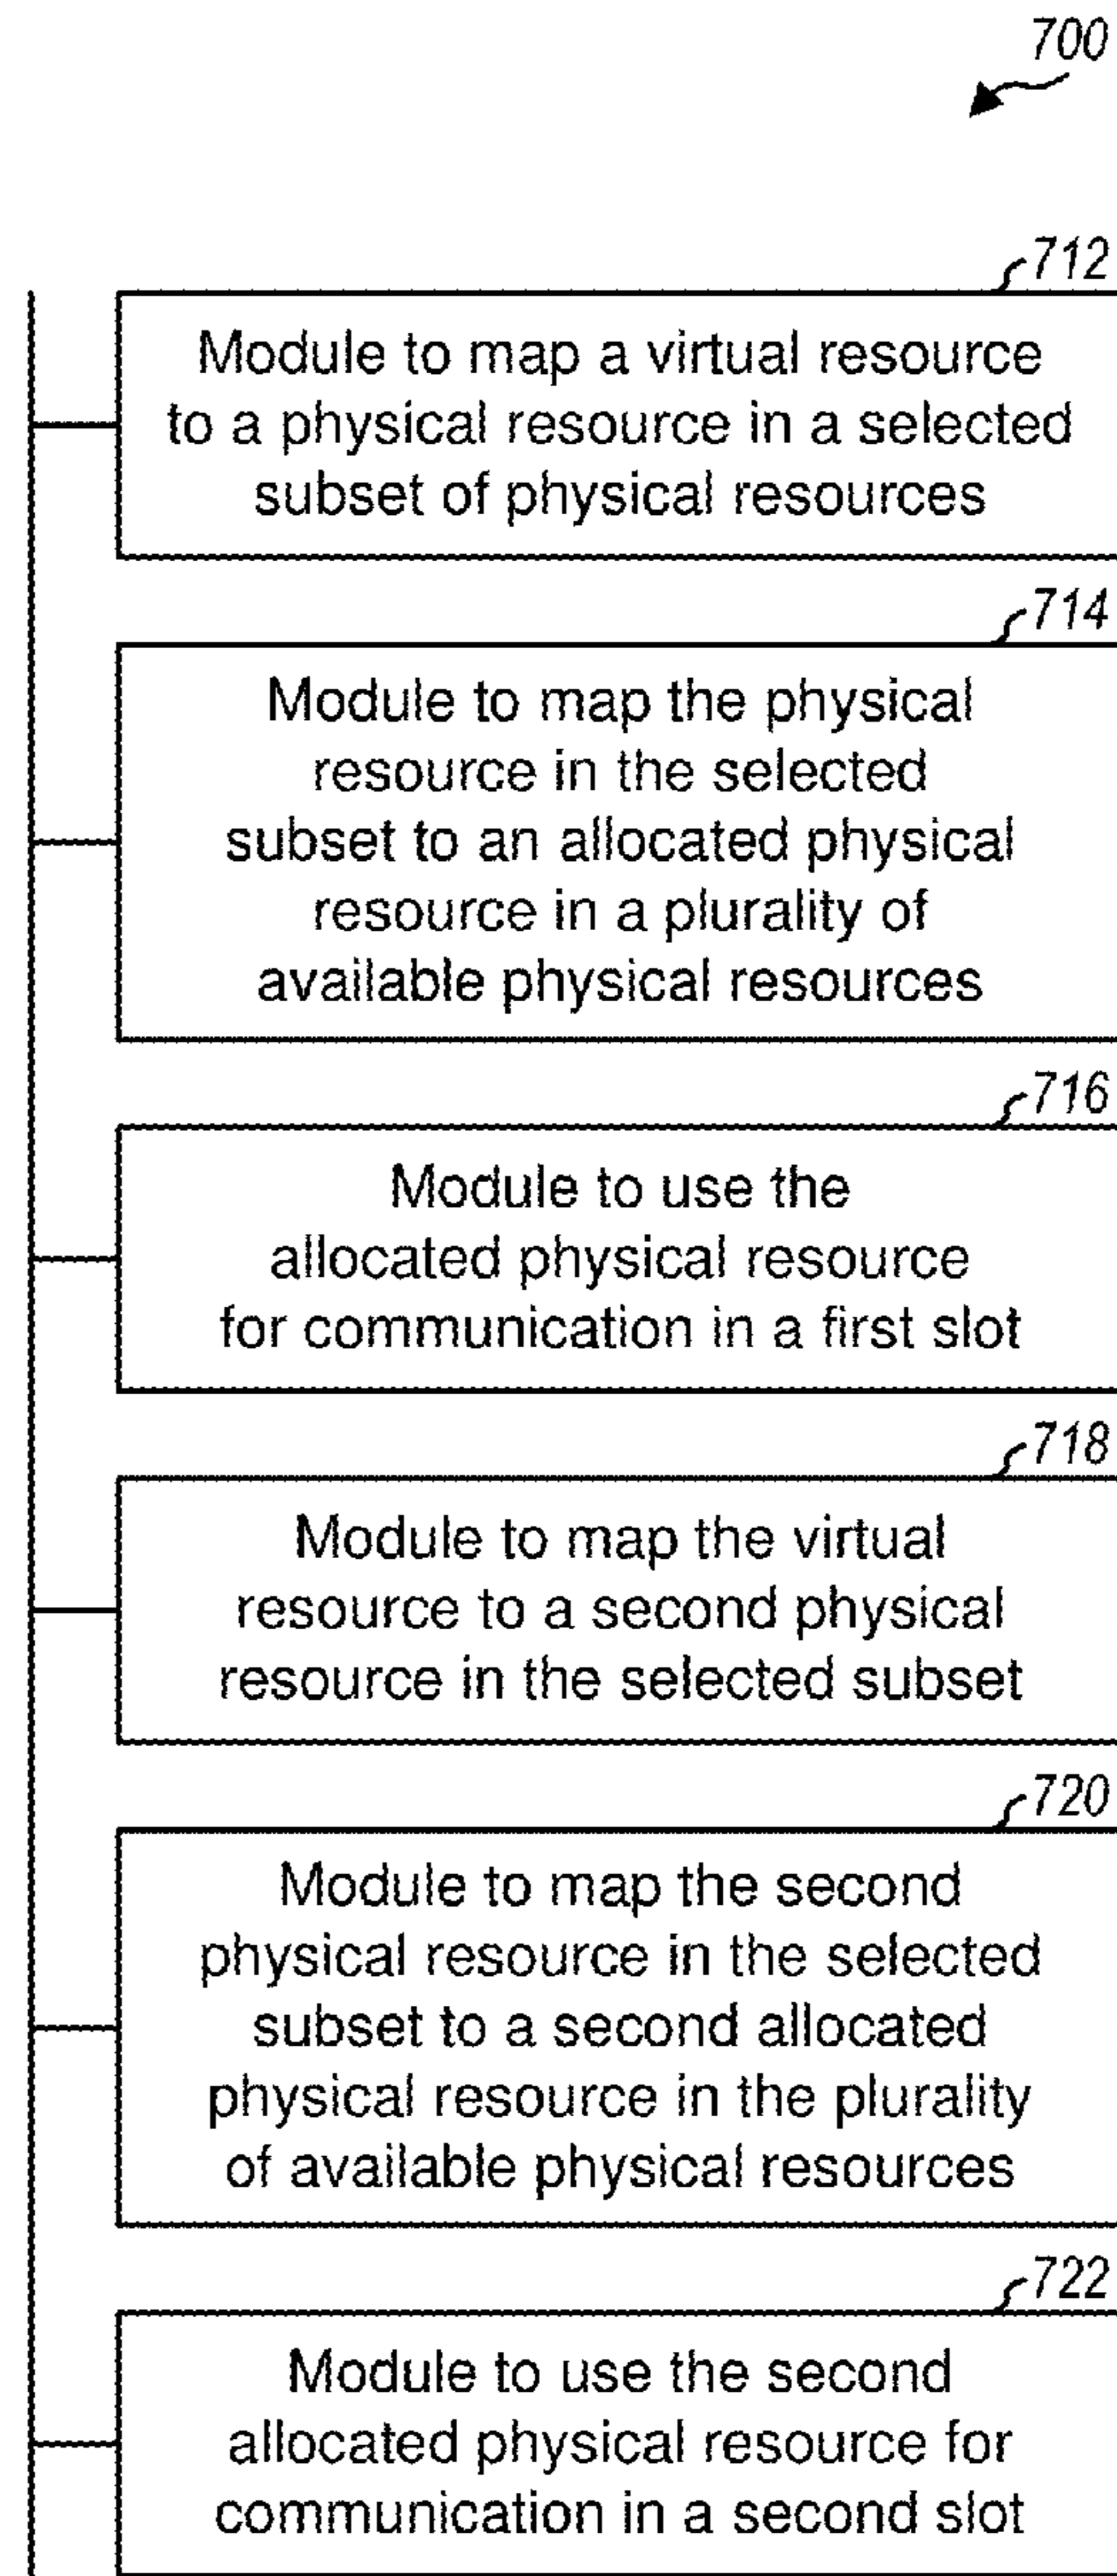 700
712
Module to map a virtual resource
to a physical resource in a selected
subset of physical resources
714
Module to map the physical
resource in the selected
subset to an allocated physical
resource in a plurality of
available physical resources
716
Module to use the
allocated physical resource
for communication in a first slot
718
Module to map the virtual
resource to a second physical
resource in the selected subset
720
Module to map the second
physical resource in the selected
subset to a second allocated
physical resource in the plurality
of available physical resources
722
Module to use the second
allocated physical resource for
communication in a second slot